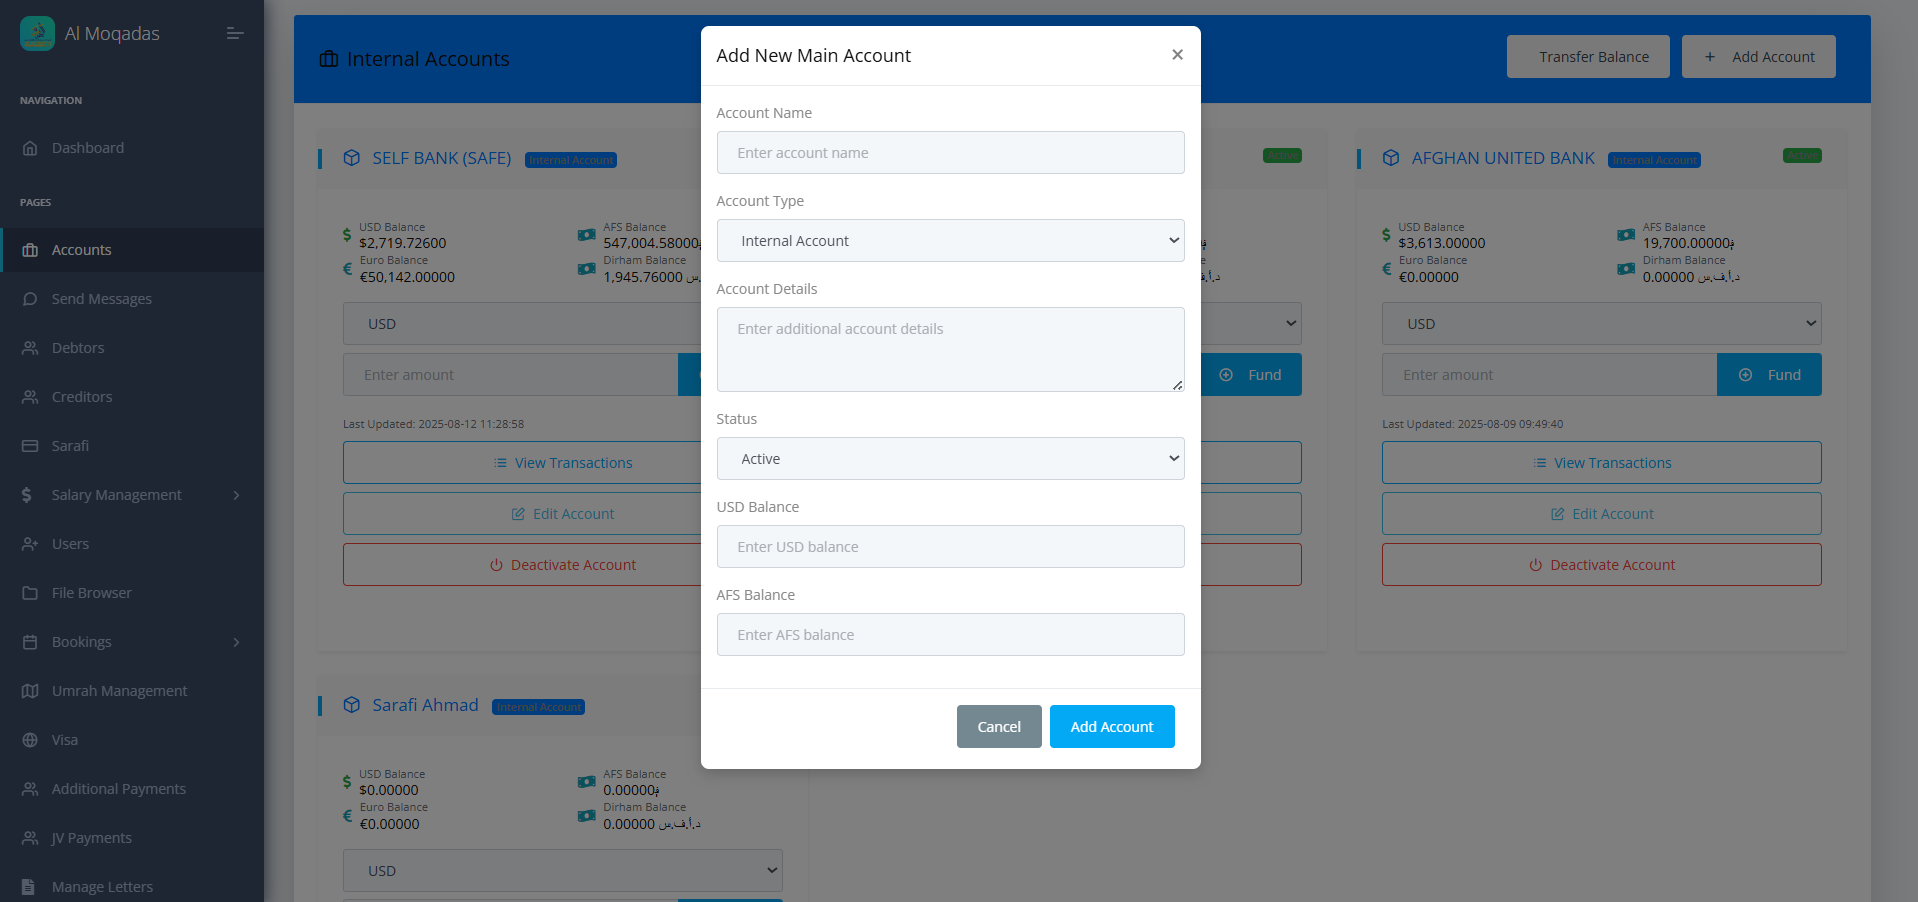 Al Moqadas
NAVIGATION
Dashboard
PAGES
Accounts
Send Messages
Debtors
Creditors
Sarafi
Salary Management
Users
File Browser
Bookings
Umrah Management
Visa
Additional Payments
JV Payments
Manage Letters
Internal Accounts
Transfer Balance
+ Add Account
SELF BANK (SAFE) Internal Account
USD Balance
$2,719.72600
AFS Balance
547,004.58000؋
Euro Balance
€50,142.00000
Dirham Balance
1,945.76000
USD
Enter amount
Last Updated: 2025-08-12 11:28:58
View Transactions
Edit Account
Deactivate Account
Active
Fund
AFGHAN UNITED BANK Internal Account
Active
USD Balance
$3,613.00000
AFS Balance
19,700.00000؋
Euro Balance
€0.00000
Dirham Balance
0.00000 د.أ.ف.س
USD
Enter amount
Fund
Last Updated: 2025-08-09 09:49:40
View Transactions
Edit Account
Deactivate Account
Sarafi Ahmad Internal Account
USD Balance
$0.00000
AFS Balance
0.00000؋
Euro Balance
€0.00000
Dirham Balance
0.00000 د.أ.ف.س
USD
Add New Main Account
×
Account Name
Enter account name
Account Type
Internal Account
Account Details
Enter additional account details
Status
Active
USD Balance
Enter USD balance
AFS Balance
Enter AFS balance
Cancel
Add Account